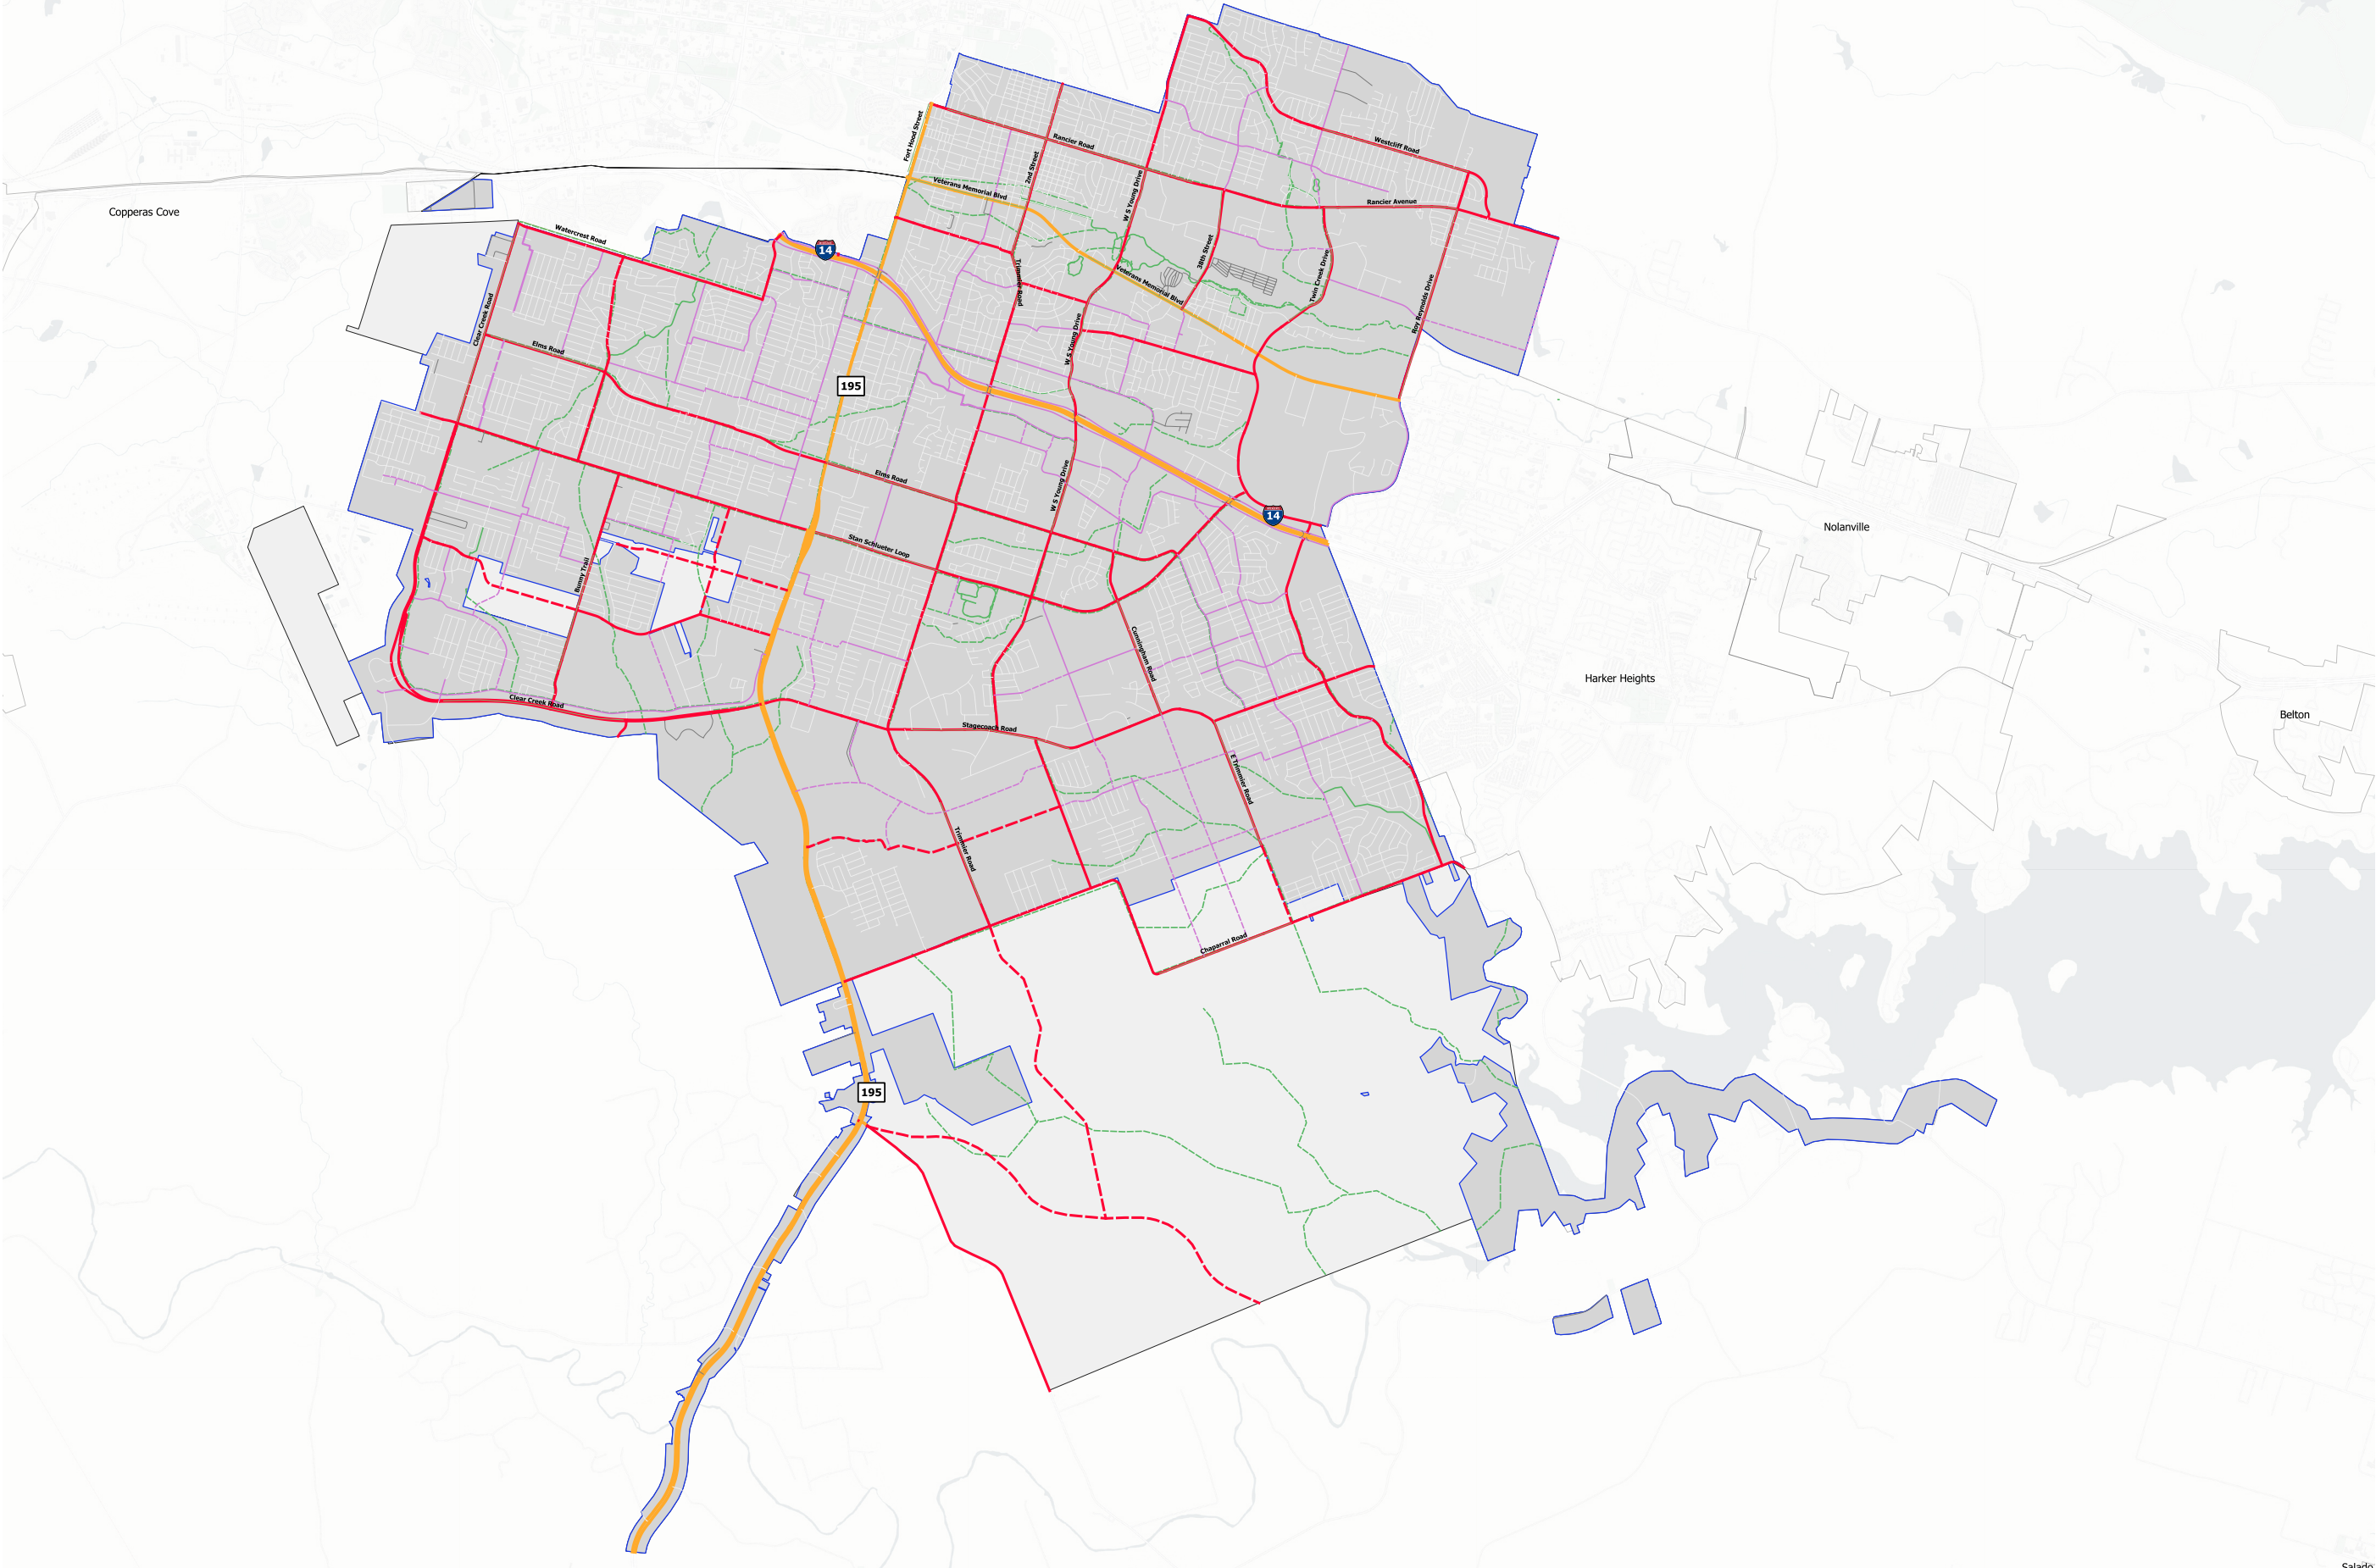 Fort Hood Street
Rancier Road
Westcliff Road
2nd Street
Veterans Memorial Blvd
W S Young Drive
Rancier Avenue
Copperas Cove
Watercrest Road
14
38th Street
Trimmier Road
Veterans Memorial Blvd
Twin Creek Drive
Roy Reynolds Drive
Clear Creek Road
W S Young Drive
Elms Road
195
Elms Road
W S Young Drive
14
Nolanville
Stan Schlueter Loop
Bunny Trail
Cunningham Road
Harker Heights
Clear Creek Road
Belton
Stagecoach Road
E Trimmier Road
Trimmier Road
Chaparral Road
195
Salado